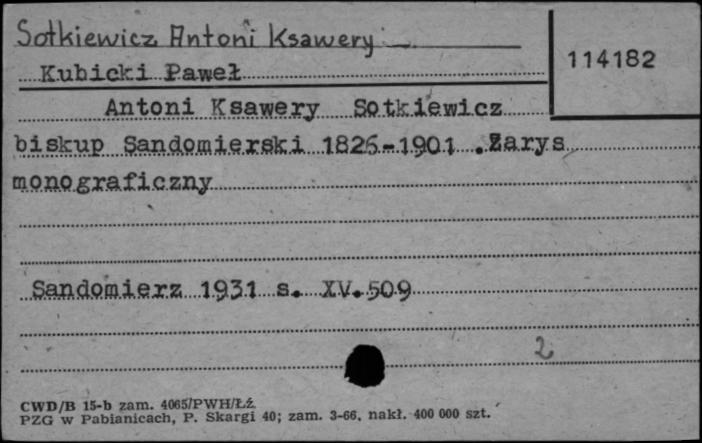 Sotkiewicz Antoni Ksawery
114182
Kubicki Paweł
Antoni Ksawery Sotkiewicz
biskup Sandomierski 1826-1901 .Zarys
monograficzny
Sandomierz 1931 s. XV.509
2
CWD/B 15-b zam. 4065/PWH/Łź.
PZG w Pabianicach, P. Skargi 40; zam. 3-66, nakł. 400 000 szt.